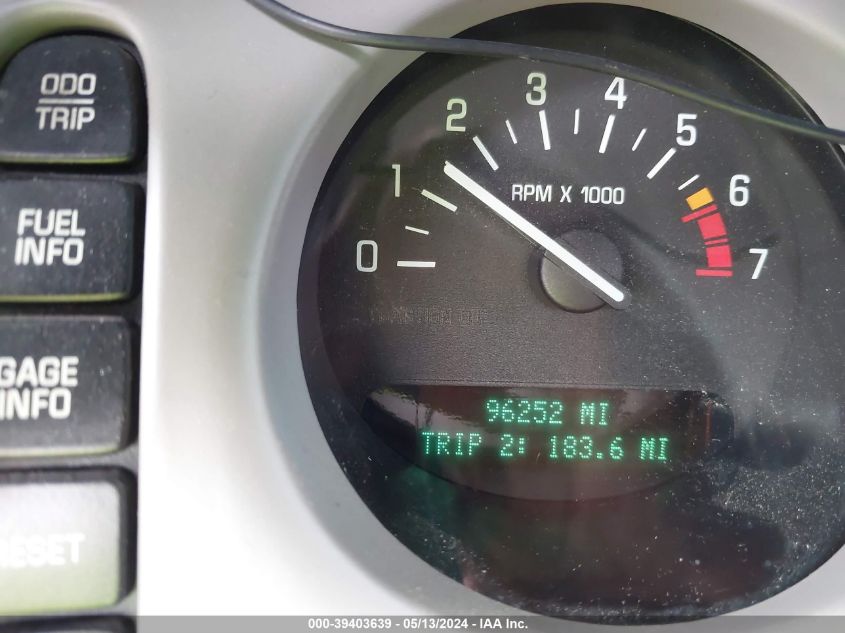 ODO
TRIP
FUEL
INFO
GAGE
INFO
RESET
0 1 2 3 4 5 6 7
RPM X 1000
96252 MI
TRIP 2: 183.6 MI
000-39403639 - 05/13/2024 - IAA Inc.